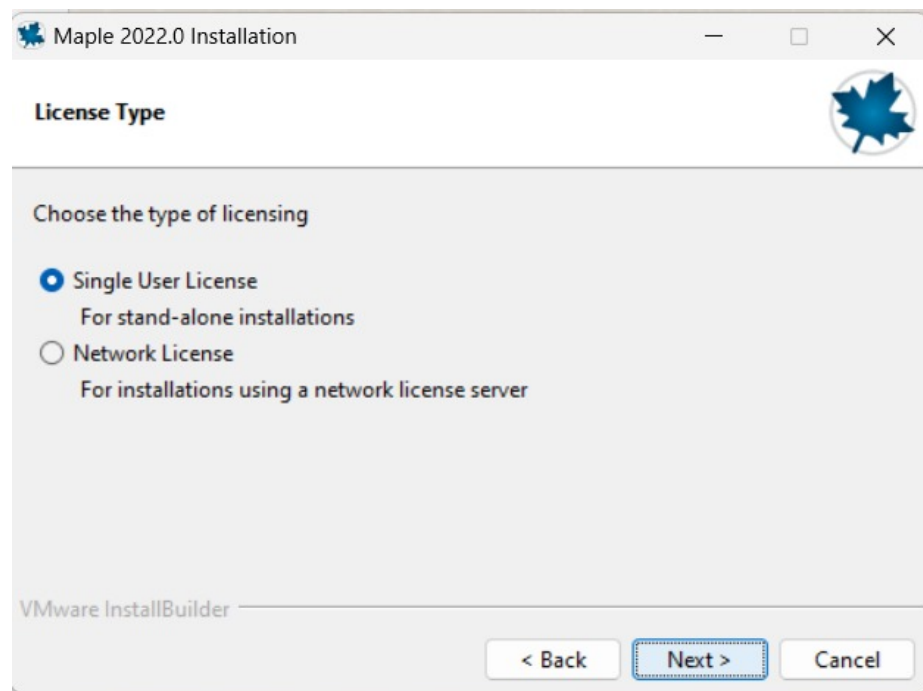 Maple 2022.0 Installation
License Type
Choose the type of licensing
Single User License
For stand-alone installations
Network License
For installations using a network license server
VMware InstallBuilder
< Back Next > Cancel